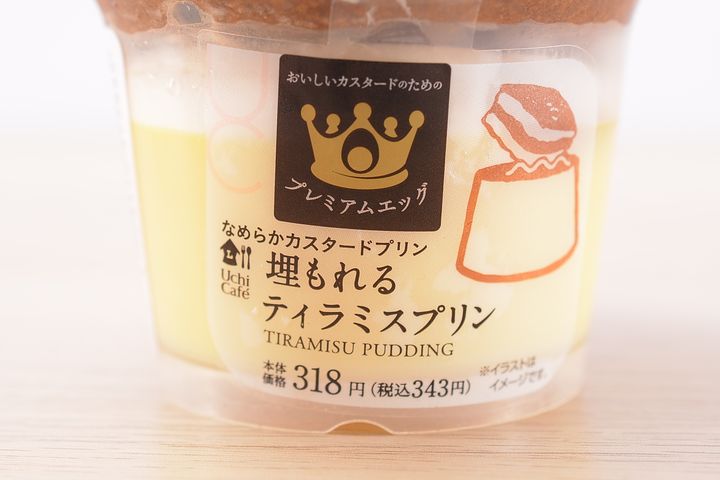 おいしいカスタードのための
プレミアムエッグ
UC
なめらかカスタードプリン
Uchi
Café
埋もれる
ティラミスプリン
TIRAMISU PUDDING
本体
価格 318円(税込343円)
※イラストは
イメージです。